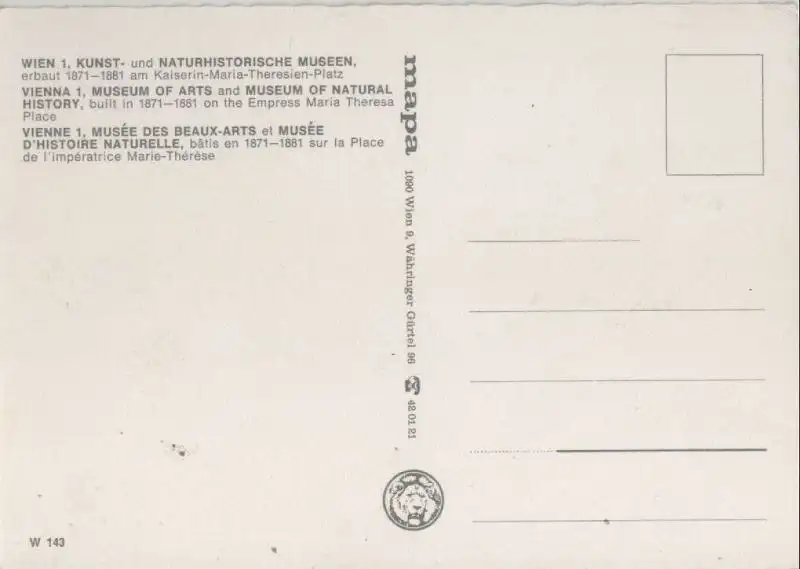 WIEN 1, KUNST- und NATURHISTORISCHE MUSEEN,
erbaut 1871—1881 am Kaiserin-Maria-Theresien-Platz
VIENNA 1, MUSEUM OF ARTS and MUSEUM OF NATURAL
HISTORY, built in 1871—1881 on the Empress Maria Theresa
Place
VIENNE 1, MUSÉE DES BEAUX-ARTS et MUSÉE
D'HISTOIRE NATURELLE, bâtis en 1871—1881 sur la Place
de l'impératrice Marie-Thérèse
mapa 1090 Wien 9, Währinger Gürtel 96 42 01 21
W 143